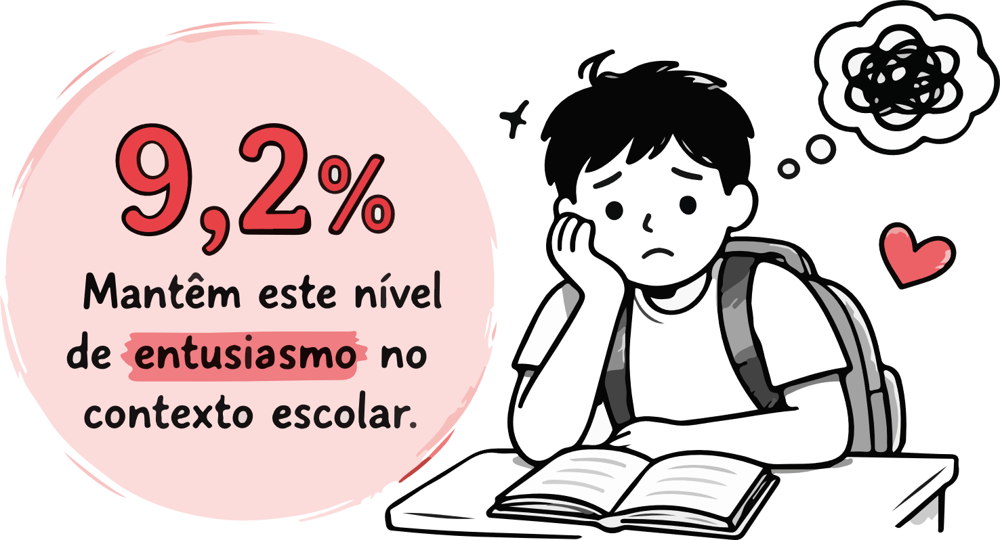 9,2%
Mantêm este nível
de entusiasmo no
contexto escolar.